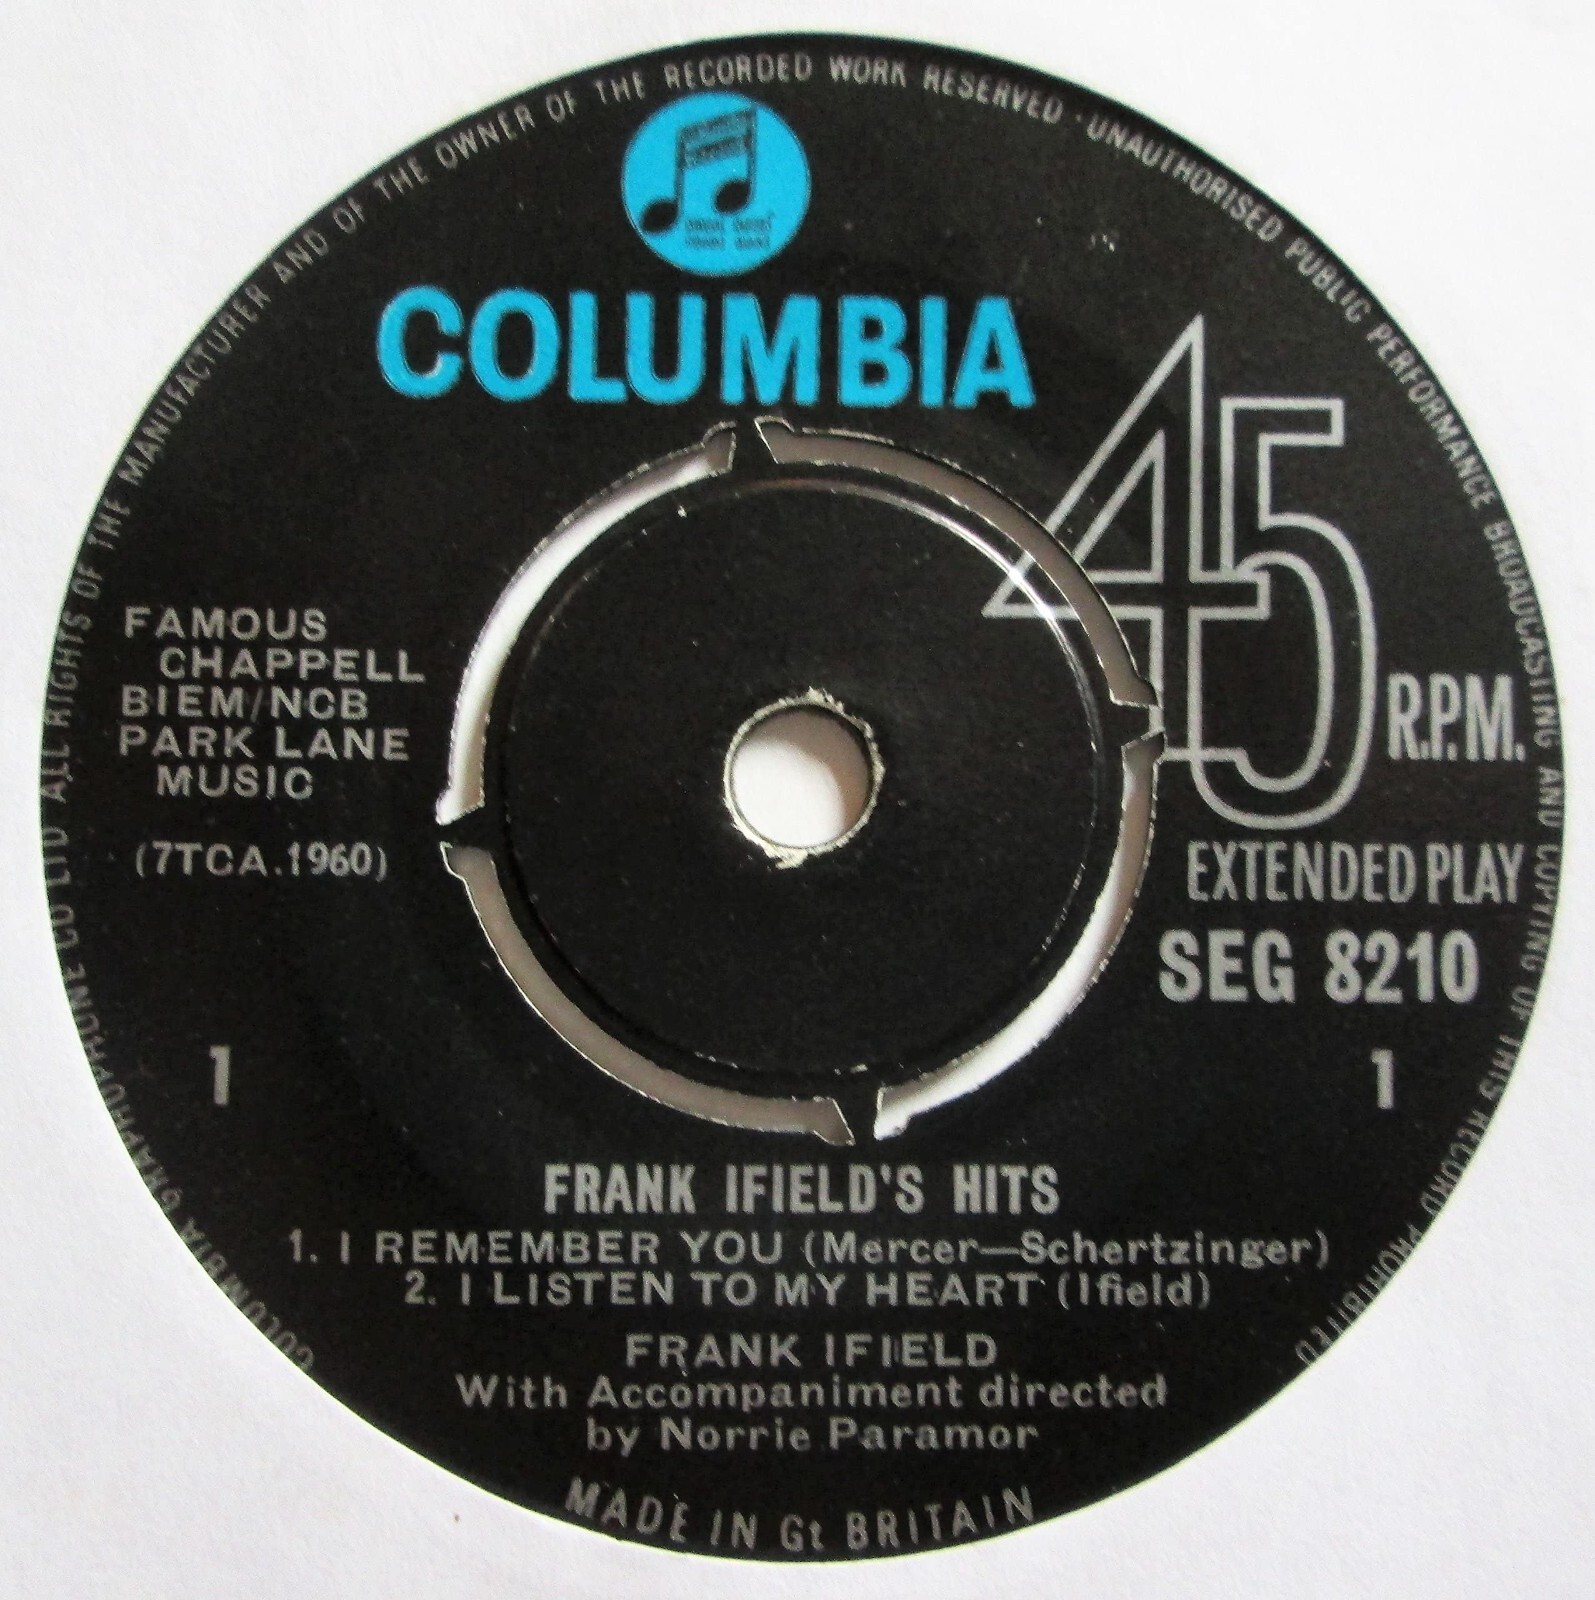 COLUMBIA GRAPHOPHONE CO LTD ALL RIGHTS OF THE MANUFACTURER AND OF THE OWNER OF THE RECORDED WORK RESERVED · UNAUTHORISED PUBLIC PERFORMANCE BROADCASTING AND COPYING OF THIS RECORD PROHIBITED
COLUMBIA
45
R.P.M.
EXTENDED PLAY
SEG 8210
FAMOUS
CHAPPELL
BIEM/NCB
PARK LANE
MUSIC
(7TCA.1960)
1 1
FRANK IFIELD'S HITS
1. I REMEMBER YOU (Mercer—Schertzinger)
2. I LISTEN TO MY HEART (Ifield)
FRANK IFIELD
With Accompaniment directed
by Norrie Paramor
MADE IN Gt BRITAIN